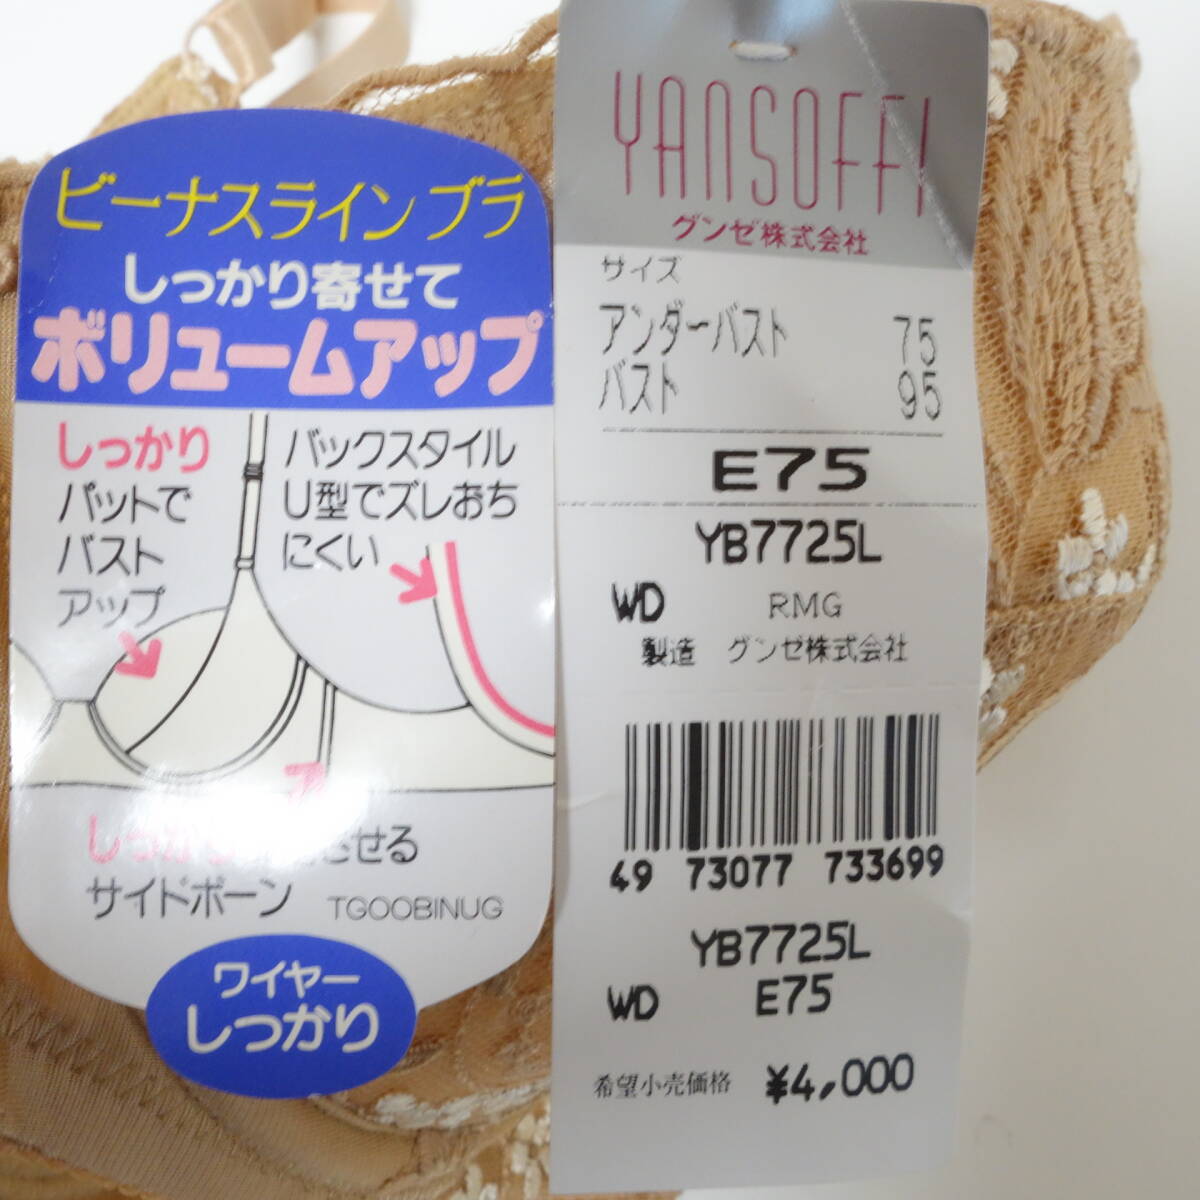 ビーナスラインブラ
しっかり寄せて
ボリュームアップ
しっかり
パットで
バスト
アップ
バックスタイル
U型でズレおち
にくい
しっかり せる
サイドボーン TGOOBINUG
ワイヤー
しっかり
YANSOFFI
グンゼ株式会社
サイズ
アンダーバスト 75
バスト 95
E75
YB7725L
WD RMG
製造 グンゼ株式会社
49 73077 733699
YB7725L
WD E75
希望小売価格 ¥4,000